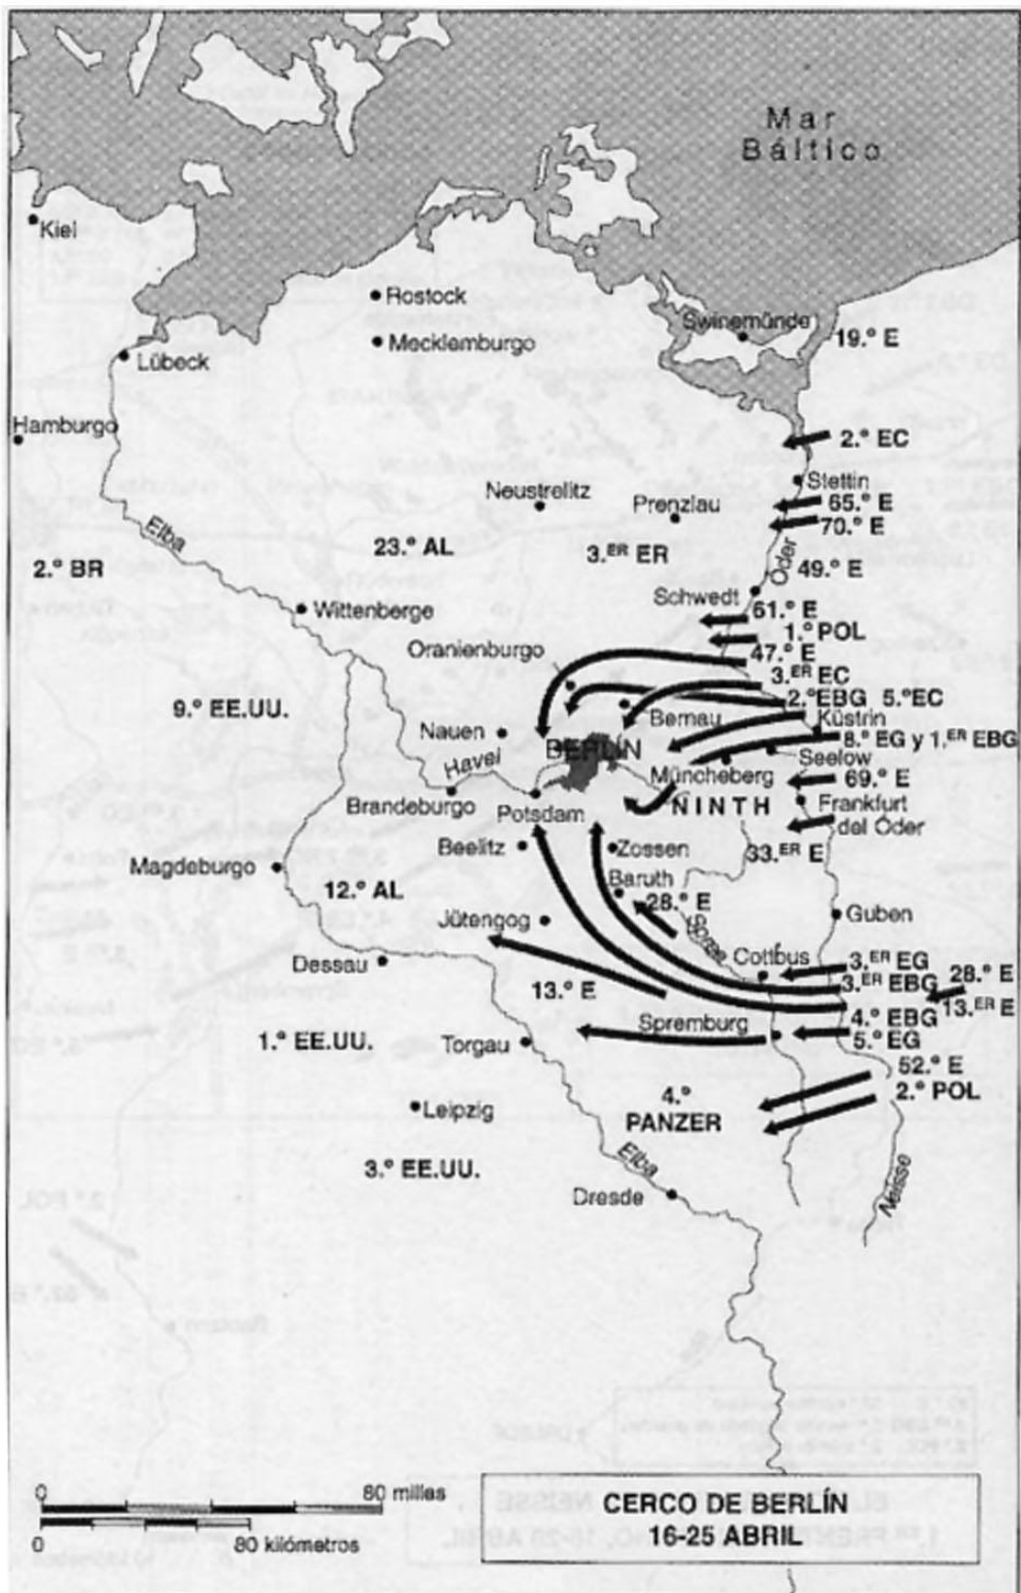 Mar
Báltico
Kiel
Rostock
Mecklemburgo
Swinemünde
19.º E
Lübeck
Hamburgo
2.º EC
Stettin
65.º E
70.º E
Neustrelitz
Prenzlau
Elba
23.º AL
3.ER ER
Oder
49.º E
2.º BR
Wittenberge
Schwedt
61.º E
1.º POL
47.º E
Oranienburgo
3.ER EC
2.ºEBG 5.ºEC
9.º EE.UU.
Nauen
Bernau
Küstrin
BERLÍN
8.º EG y 1.ER EBG
Havel
Seelow
Müncheberg
69.º E
Brandeburgo
Potsdam
NINTH
Frankfurt
del Oder
Beelitz
Zossen
33.ER E
Magdeburgo
12.º AL
Baruth
28.º E
Jütengog
Spree
Guben
Cottbus
Dessau
3.ER EG
28.º E
3.ER EBG
13.º E
13.ER E
4.º EBG
Spremburg
5.º EG
1.º EE.UU.
Torgau
52.º E
2.º POL
4.º
PANZER
Leipzig
Elba
3.º EE.UU.
Neisse
Dresde
0 80 millas
0 80 kilómetros
CERCO DE BERLÍN
16-25 ABRIL